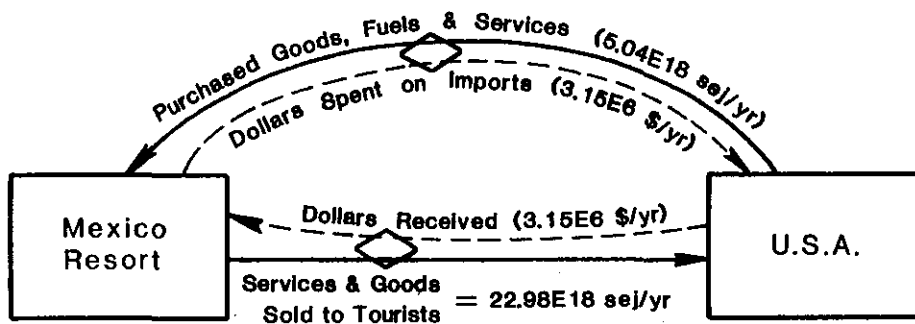 Purchased Goods, Fuels & Services (5.04E18 sej/yr)
Dollars Spent on Imports (3.15E6 $/yr)
Mexico
Resort
U.S.A.
Dollars Received (3.15E6 $/yr)
Services & Goods
Sold to Tourists = 22.98E18 sej/yr